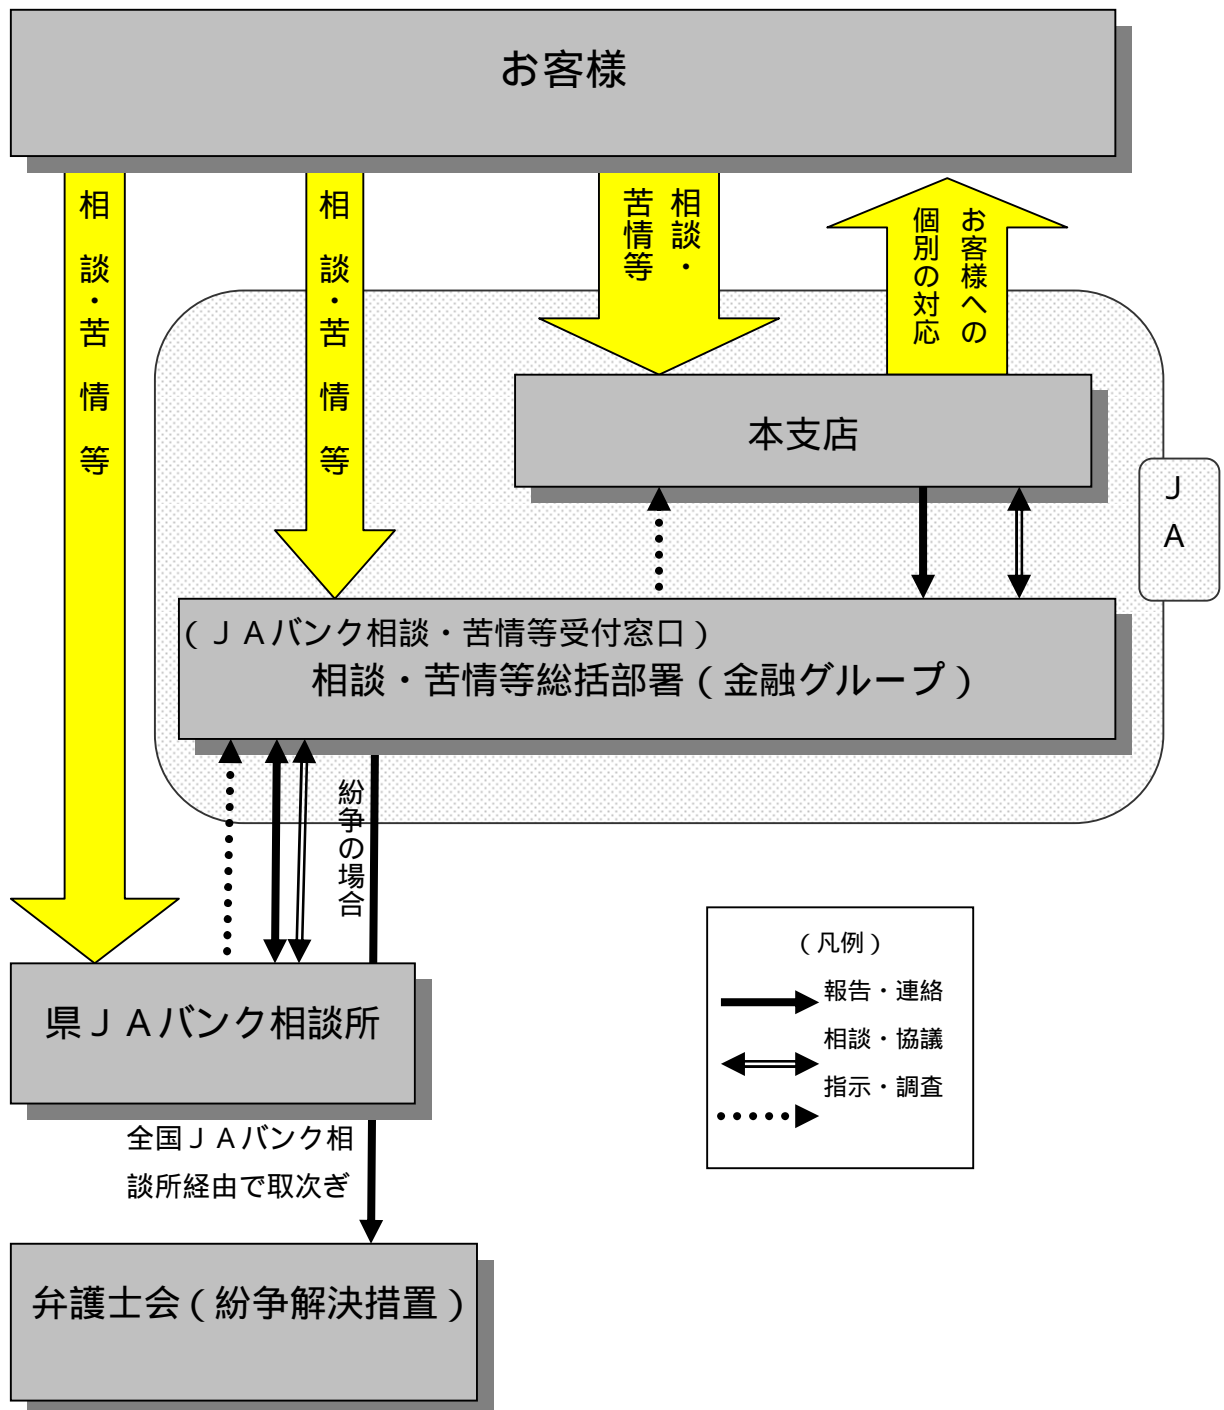 お客様
相談・苦情等
相談・苦情等
相談・
苦情等
お客様への
個別の対応
本支店
ＪＡ
（ＪＡバンク相談・苦情等受付窓口）
相談・苦情等総括部署（金融グループ）
紛争の場合
（凡例）
報告・連絡
相談・協議
指示・調査
県ＪＡバンク相談所
全国ＪＡバンク相
談所経由で取次ぎ
弁護士会（紛争解決措置）